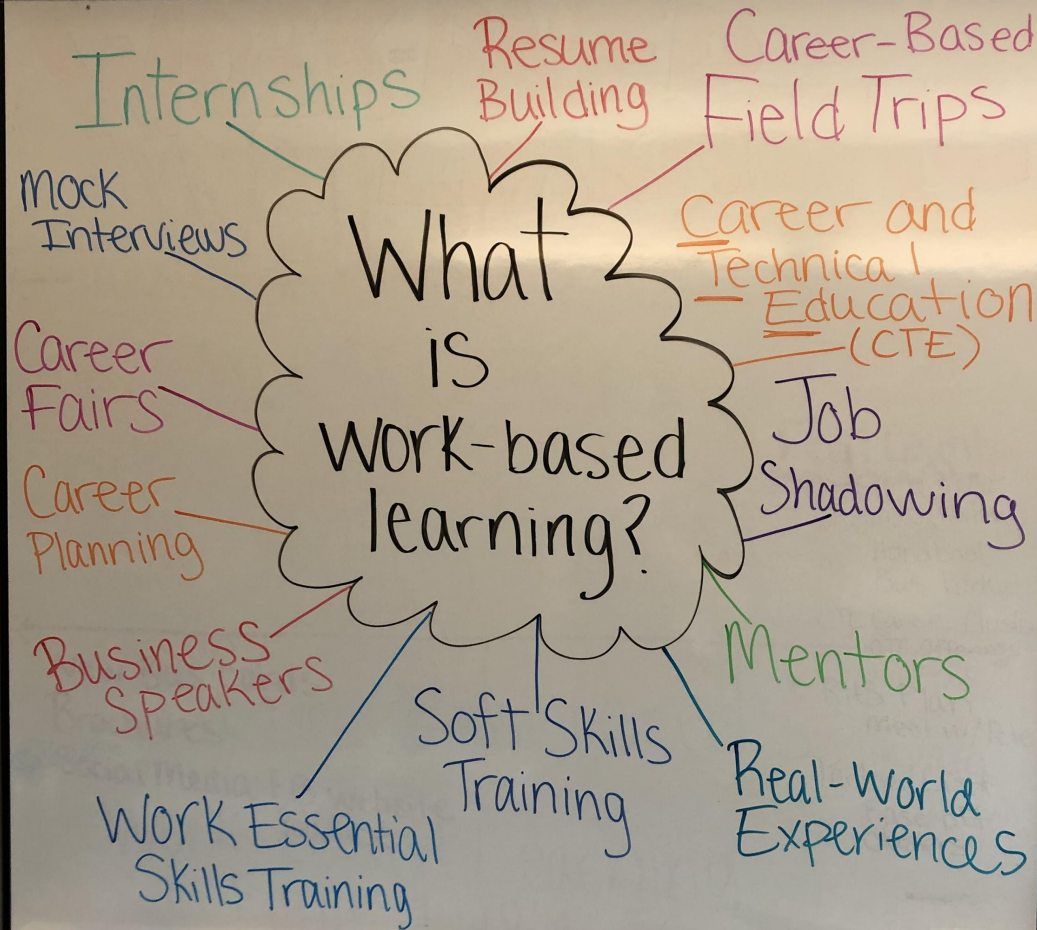 What
is
work-based
learning?
Internships
Resume
Building
Career-Based
Field Trips
Career and
Technical
Education
(CTE)
Job
Shadowing
Mentors
Real-World
Experiences
Soft Skills
Training
Work Essential
Skills Training
Business
Speakers
Career
Planning
Career
Fairs
Mock
Interviews